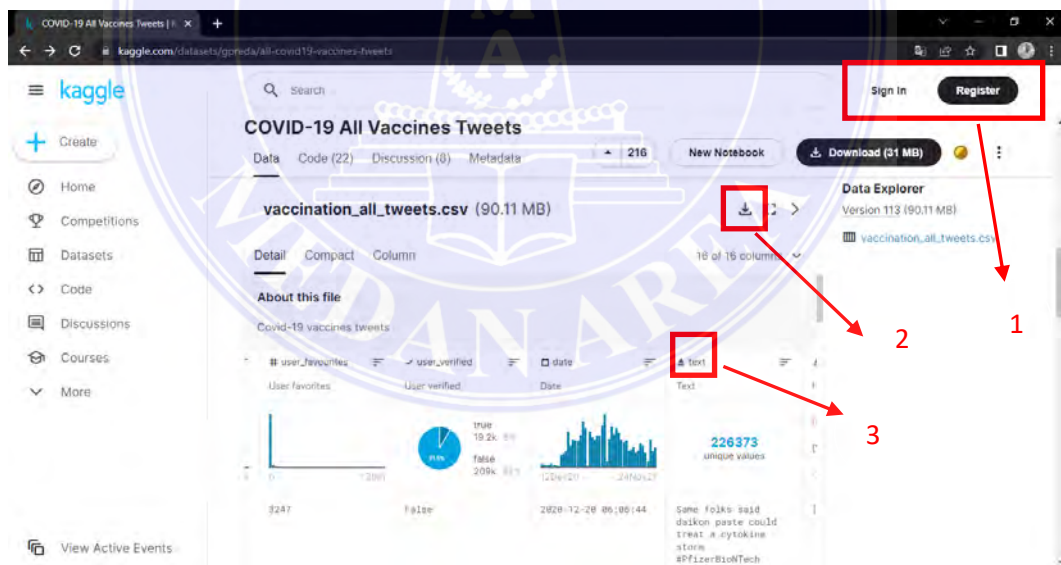 COVID-19 All Vaccines Tweets |
kaggle.com/datasets/gpreda/all-covid19-vaccines-tweets
kaggle
Search
Sign In
Register
COVID-19 All Vaccines Tweets
Create
Data Code (22) Discussion (8) Metadata
216
New Notebook
Download (31 MB)
Home
Competitions
Datasets
Code
Discussions
Courses
More
View Active Events
vaccination_all_tweets.csv (90.11 MB)
Detail Compact Column
16 of 16 columns
About this file
Covid-19 vaccines tweets
# user_favourites
user_verified
date
text
User favorites
User verified
Date
Text
true
19.2k
false
209k
226373
unique values
3247
False
2020-12-20 06:06:44
Same folks said
daikon paste could
treat a cytokine
storm
#PfizerBioNTech
Data Explorer
Version 113 (90.11 MB)
vaccination_all_tweets.csv
1
2
3
MEDAN AREA